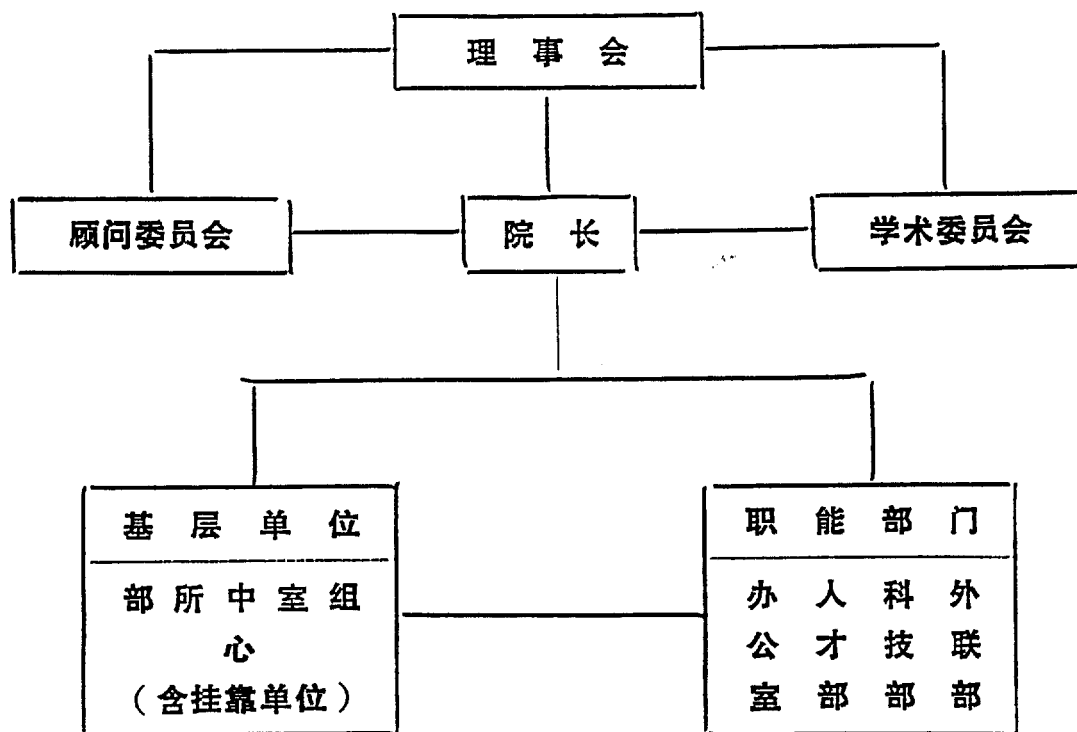 理事会
顾问委员会
院长
学术委员会
基层单位
部所中室组
心
（含挂靠单位）
职能部门
办人科外
公才技联
室部部部